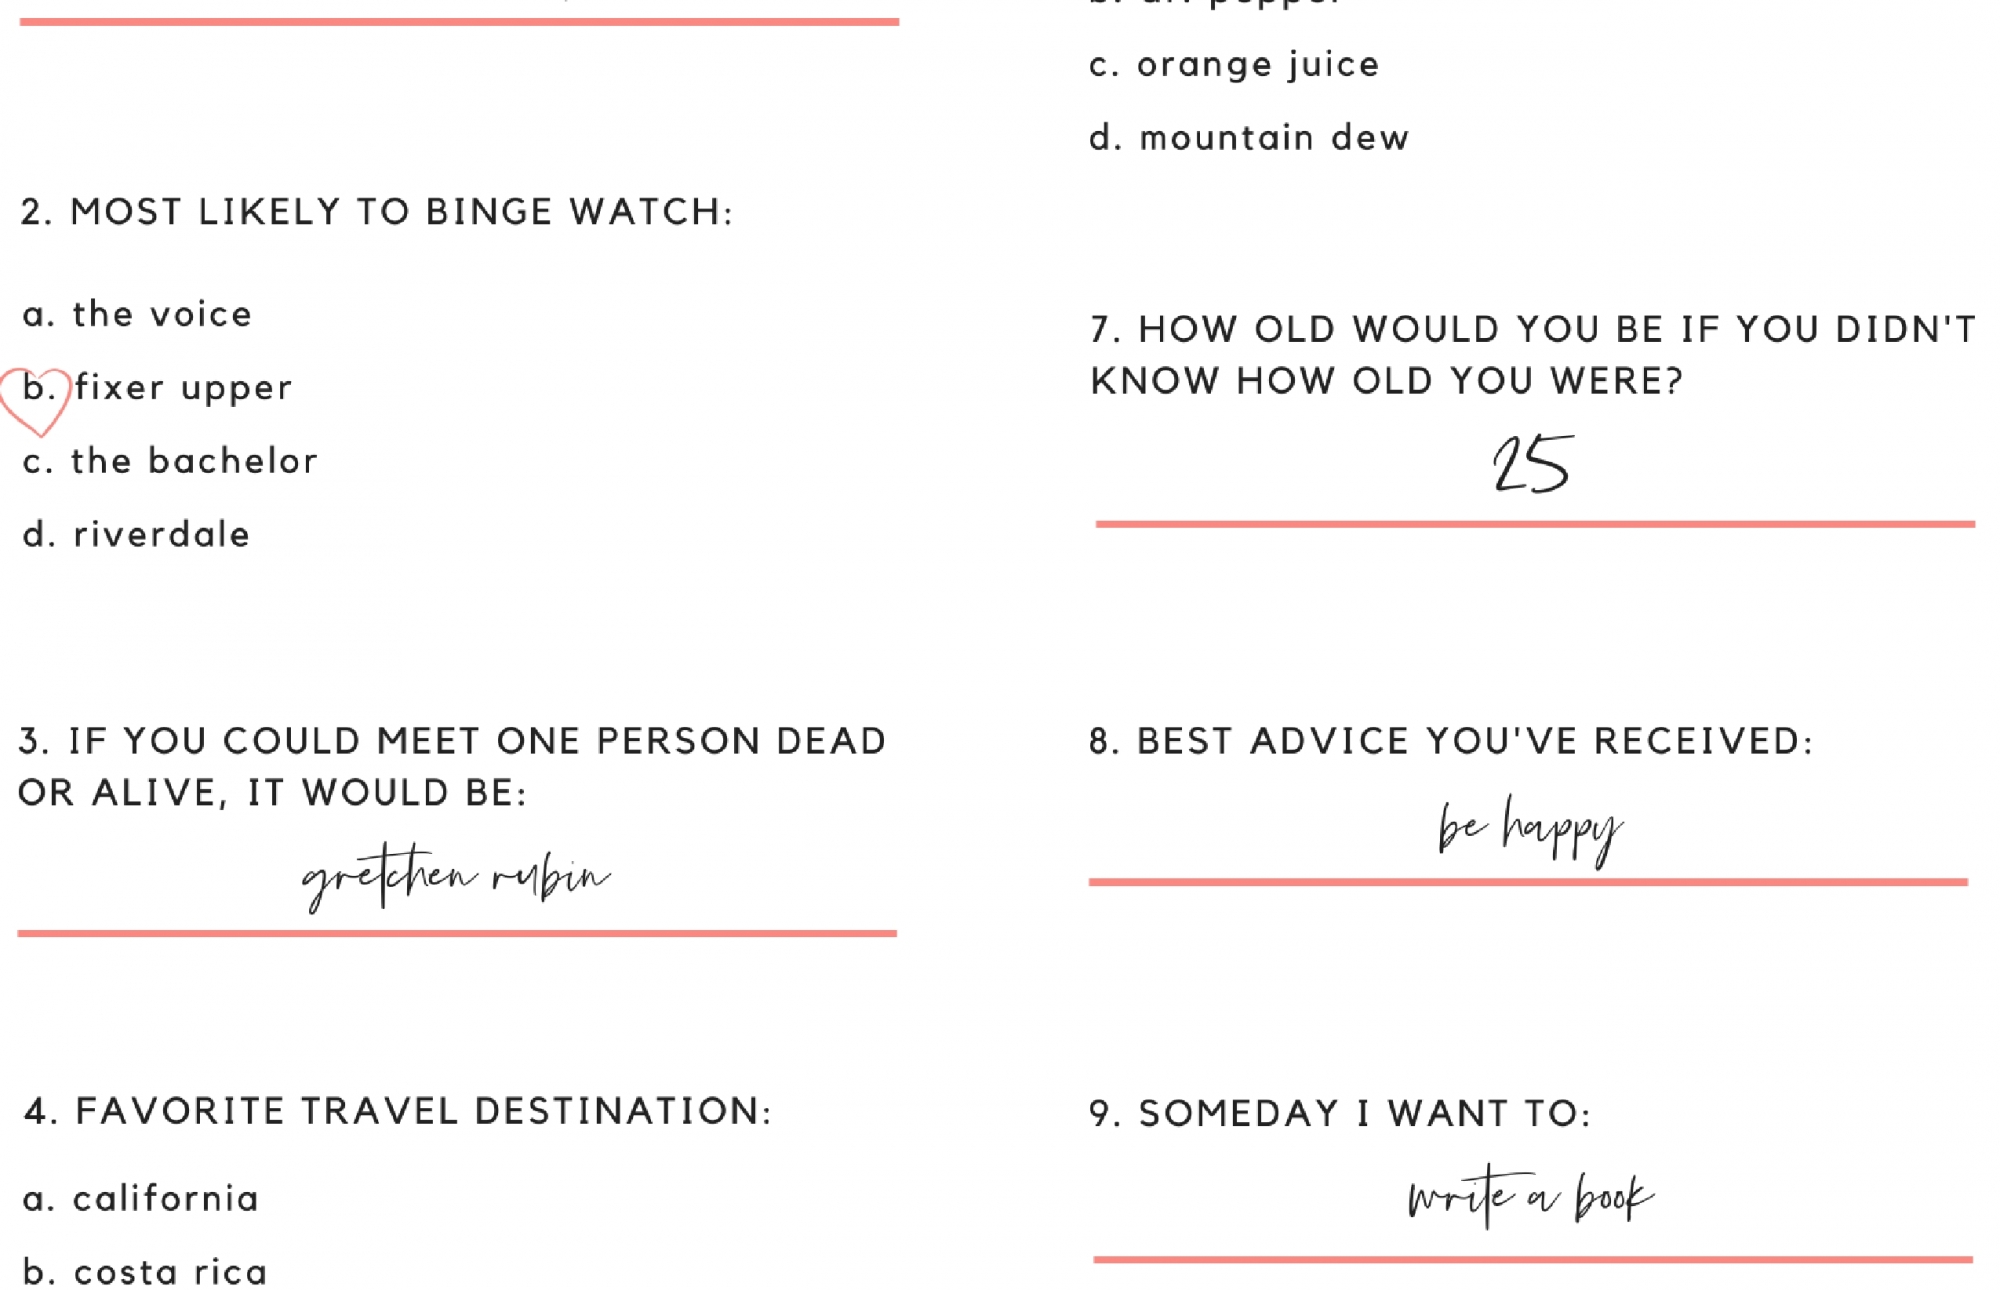 2. MOST LIKELY TO BINGE WATCH:
a. the voice
b. fixer upper
c. the bachelor
d. riverdale
3. IF YOU COULD MEET ONE PERSON DEAD
OR ALIVE, IT WOULD BE:
gretchen rubin
4. FAVORITE TRAVEL DESTINATION:
a. california
b. costa rica
c. orange juice
d. mountain dew
7. HOW OLD WOULD YOU BE IF YOU DIDN'T
KNOW HOW OLD YOU WERE?
25
8. BEST ADVICE YOU'VE RECEIVED:
be happy
9. SOMEDAY I WANT TO:
write a book